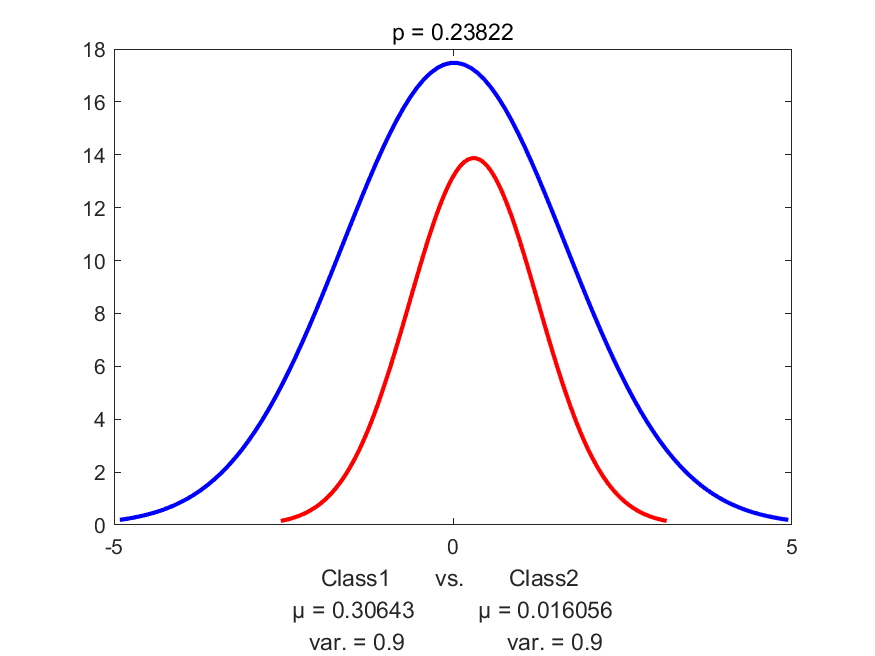 p = 0.23822
18
16
14
12
10
8
6
4
2
0
-5 0 5
Class1 vs. Class2
μ = 0.30643 μ = 0.016056
var. = 0.9 var. = 0.9